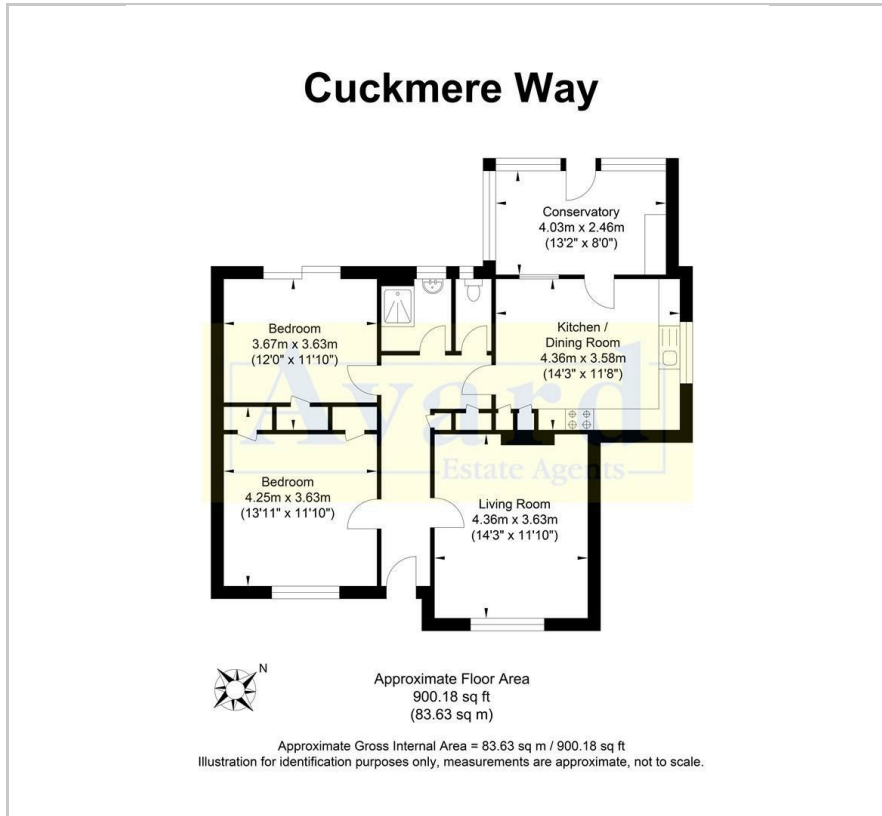 Cuckmere Way
Conservatory
4.03m x 2.46m
(13'2" x 8'0")
Bedroom
3.67m x 3.63m
(12'0" x 11'10")
Kitchen /
Dining Room
4.36m x 3.58m
(14'3" x 11'8")
Avard
Estate Agents
Bedroom
4.25m x 3.63m
(13'11" x 11'10")
Living Room
4.36m x 3.63m
(14'3" x 11'10")
N
Approximate Floor Area
900.18 sq ft
(83.63 sq m)
Approximate Gross Internal Area = 83.63 sq m / 900.18 sq ft
Illustration for identification purposes only, measurements are approximate, not to scale.